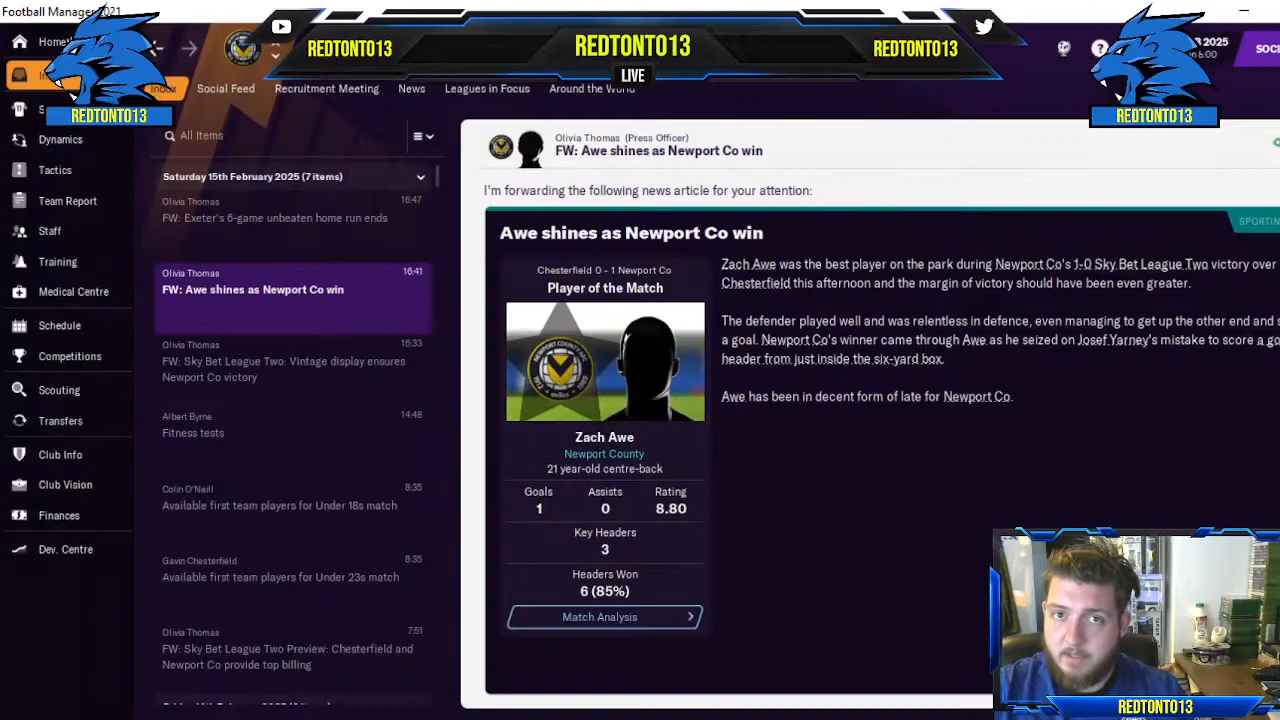 Football Manager 2021
REDTONTO13
REDTONTO13
REDTONTO13
LIVE
REDTONTO13
REDTONTO13
2025
SOCI
Home
Inbox
Social Feed
Recruitment Meeting
News
Leagues in Focus
Around the World
Dynamics
Tactics
Team Report
Staff
Training
Medical Centre
Schedule
Competitions
Scouting
Transfers
Club Info
Club Vision
Finances
Dev. Centre
All Items
Saturday 15th February 2025 (7 items)
Olivia Thomas 16:47
FW: Exeter's 6-game unbeaten home run ends
Olivia Thomas 16:41
FW: Awe shines as Newport Co win
Olivia Thomas 16:33
FW: Sky Bet League Two: Vintage display ensures
Newport Co victory
Albert Byrne 14:48
Fitness tests
Colin O'Neill 8:35
Available first team players for Under 18s match
Gavin Chesterfield 8:35
Available first team players for Under 23s match
Olivia Thomas 7:51
FW: Sky Bet League Two Preview: Chesterfield and
Newport Co provide top billing
Olivia Thomas (Press Officer)
FW: Awe shines as Newport Co win
I'm forwarding the following news article for your attention:
SPORTIN
Awe shines as Newport Co win
Chesterfield 0 - 1 Newport Co
Player of the Match
Zach Awe
Newport County
21 year-old centre-back
Goals Assists Rating
1 0 8.80
Key Headers
3
Headers Won
6 (85%)
Match Analysis
Zach Awe was the best player on the park during Newport Co's 1-0 Sky Bet League Two victory over
Chesterfield this afternoon and the margin of victory should have been even greater.
The defender played well and was relentless in defence, even managing to get up the other end and s
a goal. Newport Co's winner came through Awe as he seized on Josef Yarney's mistake to score a go
header from just inside the six-yard box.
Awe has been in decent form of late for Newport Co.
REDTONTO13